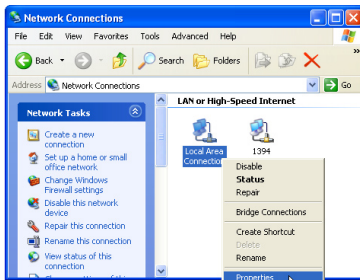 Network Connections
File Edit View Favorites Tools Advanced Help
Back Search Folders
Address Network Connections Go
Network Tasks
Create a new
connection
Set up a home or small
office network
Change Windows
Firewall settings
Disable this network
device
Repair this connection
Rename this connection
View status of this
connection
LAN or High-Speed Internet
Local Area
Connection
1394
Disable
Status
Repair
Bridge Connections
Create Shortcut
Delete
Rename
Properties